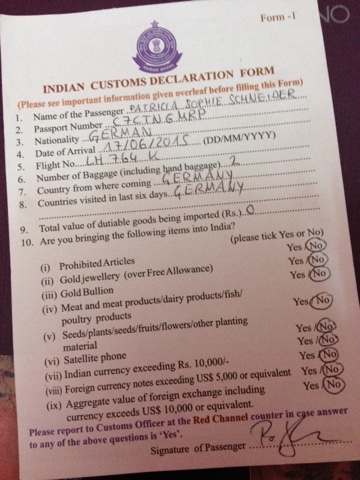 Form -I
NO
INDIAN CUSTOMS DECLARATION FORM
(Please see important information given overleaf before filling this Form)
1. Name of the Passenger PATRICIA SOPHIE SCHNEIDER
2. Passport Number C7CTNGMRP
3. Nationality GERMAN
4. Date of Arrival 17/06/2015 (DD/MM/YYYY)
5. Flight No. LH 764 K
6. Number of Baggage (including hand baggage) 2
7. Country from where coming GERMANY
8. Countries visited in last six days. GERMANY
9. Total value of dutiable goods being imported (Rs.) 0
10. Are you bringing the following items into India?
(please tick Yes or No)
(i) Prohibited Articles Yes / No
(ii) Gold jewellery (over Free Allowance) Yes / No
(iii) Gold Bullion Yes / No
(iv) Meat and meat products/dairy products/fish/
poultry products Yes / No
(v) Seeds/plants/seeds/fruits/flowers/other planting
material Yes / No
(vi) Satellite phone Yes / No
(vii) Indian currency exceeding Rs. 10,000/- Yes / No
(viii) Foreign currency notes exceeding US$ 5,000 or equivalent Yes / No
(ix) Aggregate value of foreign exchange including
currency exceeds US$ 10,000 or equivalent. Yes / No
Please report to Customs Officer at the Red Channel counter in case answer
to any of the above questions is 'Yes'.
Signature of Passenger